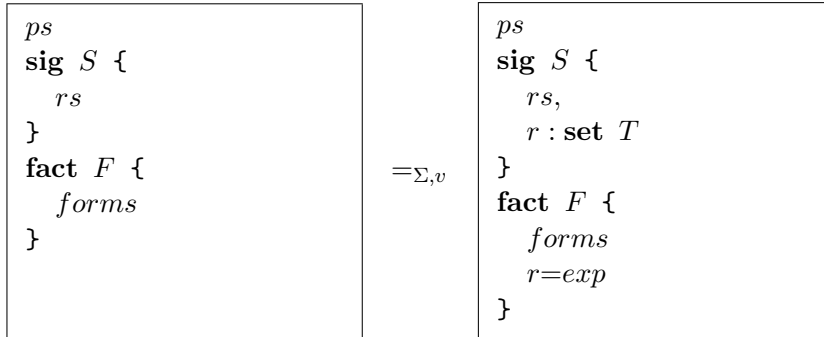 ps
sig S {
rs
}
fact F {
forms
}
=Σ,v
ps
sig S {
rs,
r : set T
}
fact F {
forms
r=exp
}